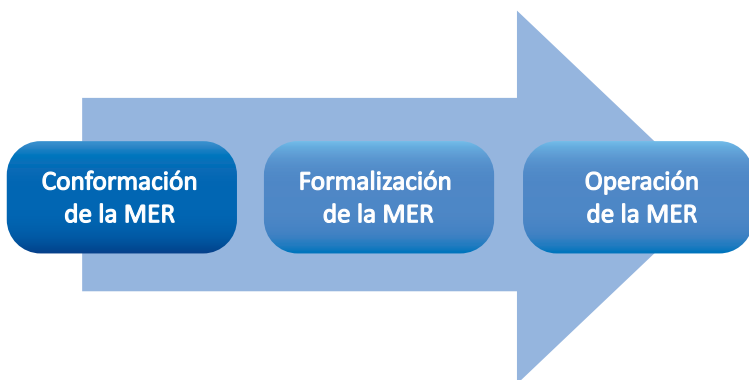 Conformación
de la MER
Formalización
de la MER
Operación
de la MER